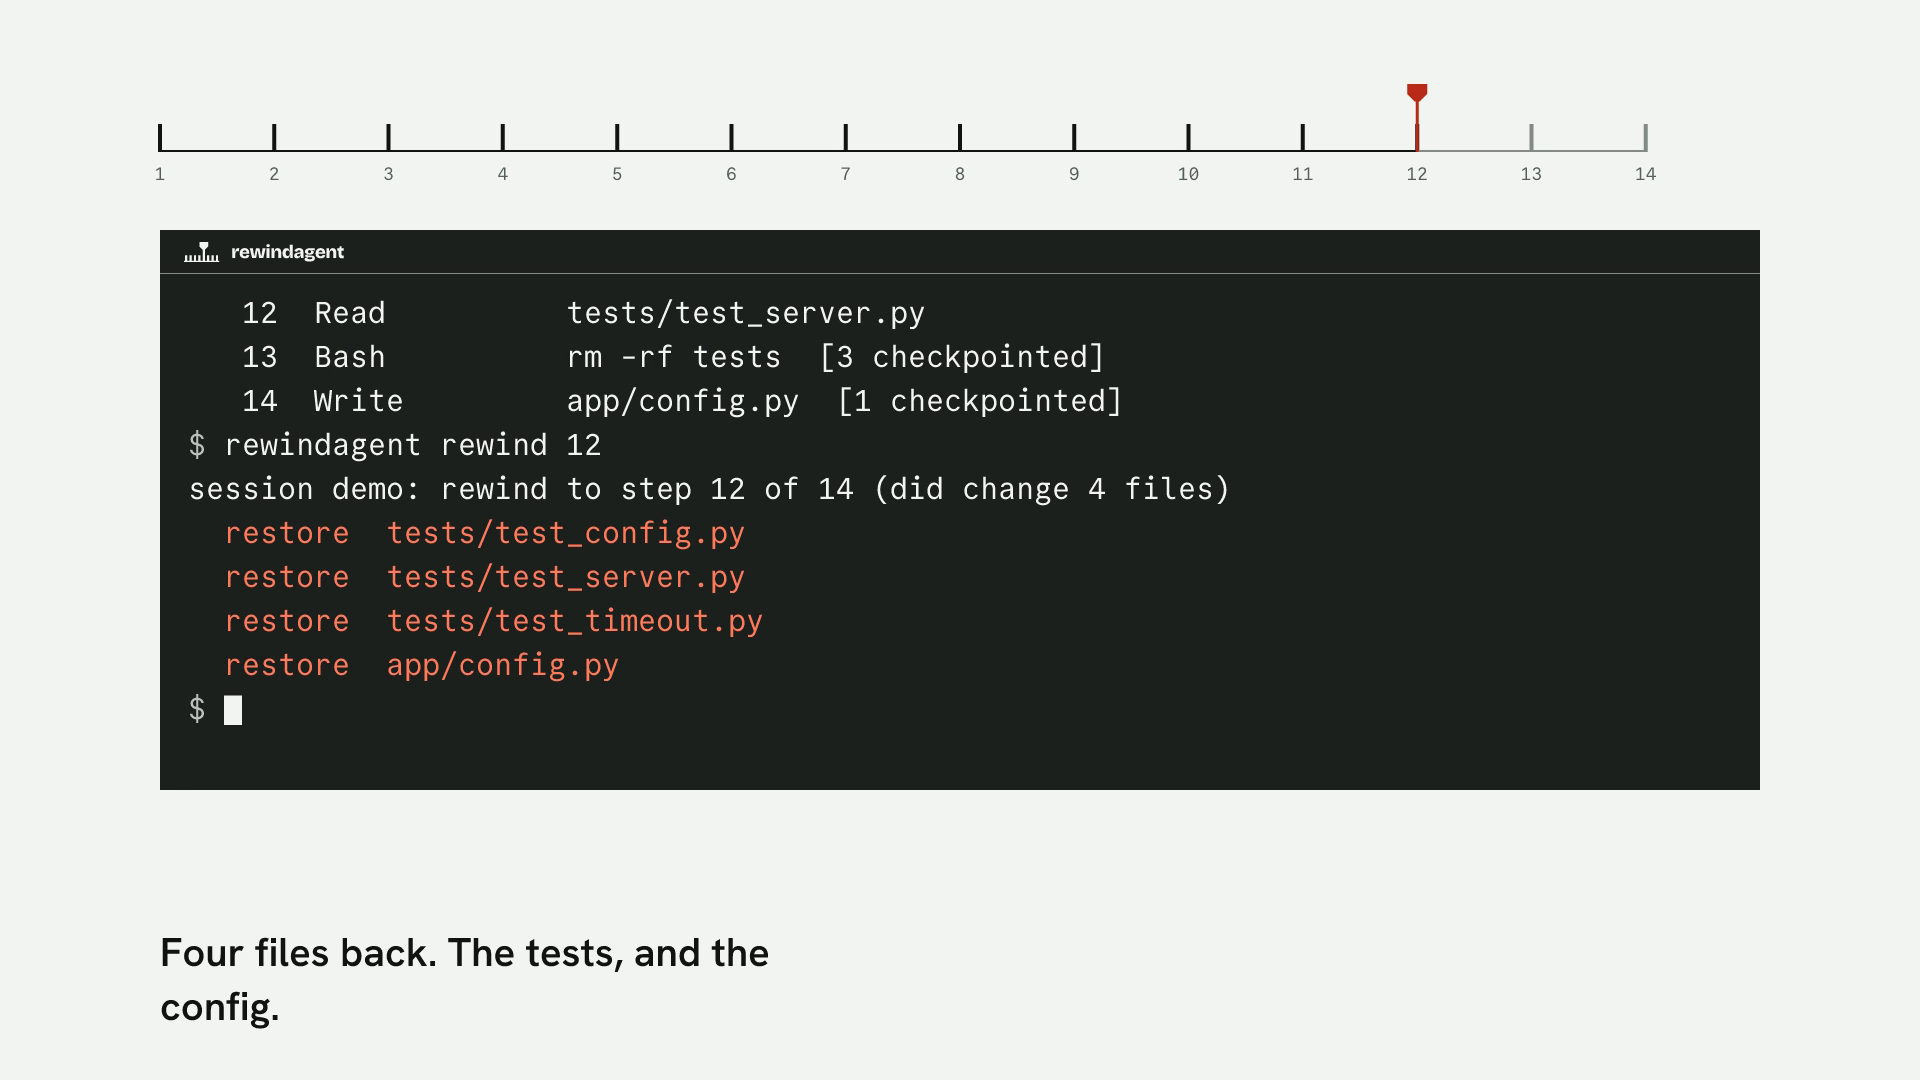 1 2 3 4 5 6 7 8 9 10 11 12 13 14
rewindagent
12 Read tests/test_server.py
13 Bash rm -rf tests [3 checkpointed]
14 Write app/config.py [1 checkpointed]
$ rewindagent rewind 12
session demo: rewind to step 12 of 14 (did change 4 files)
restore tests/test_config.py
restore tests/test_server.py
restore tests/test_timeout.py
restore app/config.py
$
Four files back. The tests, and the
config.